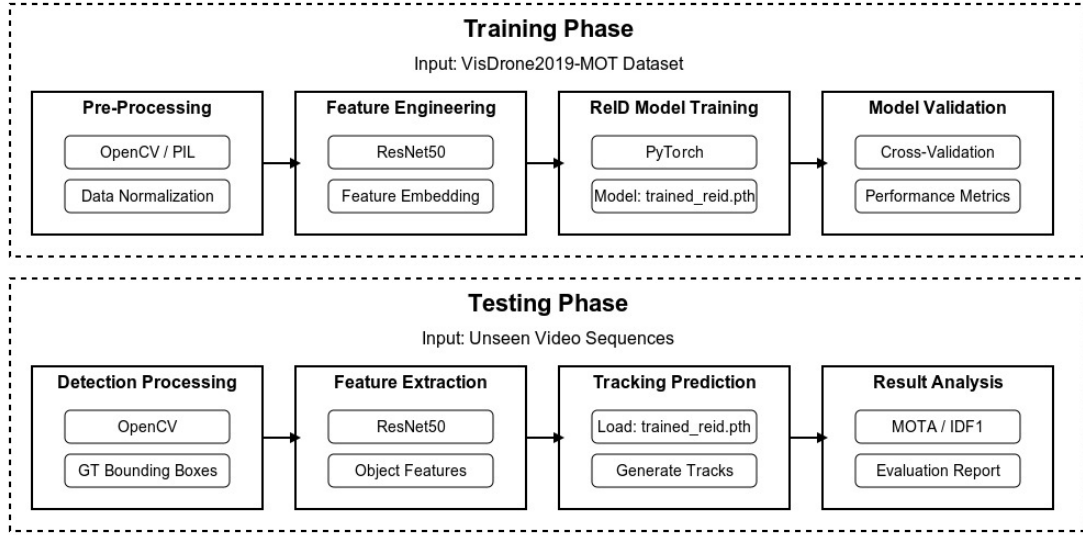 Training Phase
Input: VisDrone2019-MOT Dataset
Pre-Processing
OpenCV / PIL
Data Normalization
Feature Engineering
ResNet50
Feature Embedding
ReID Model Training
PyTorch
Model: trained_reid.pth
Model Validation
Cross-Validation
Performance Metrics
Testing Phase
Input: Unseen Video Sequences
Detection Processing
OpenCV
GT Bounding Boxes
Feature Extraction
ResNet50
Object Features
Tracking Prediction
Load: trained_reid.pth
Generate Tracks
Result Analysis
MOTA / IDF1
Evaluation Report